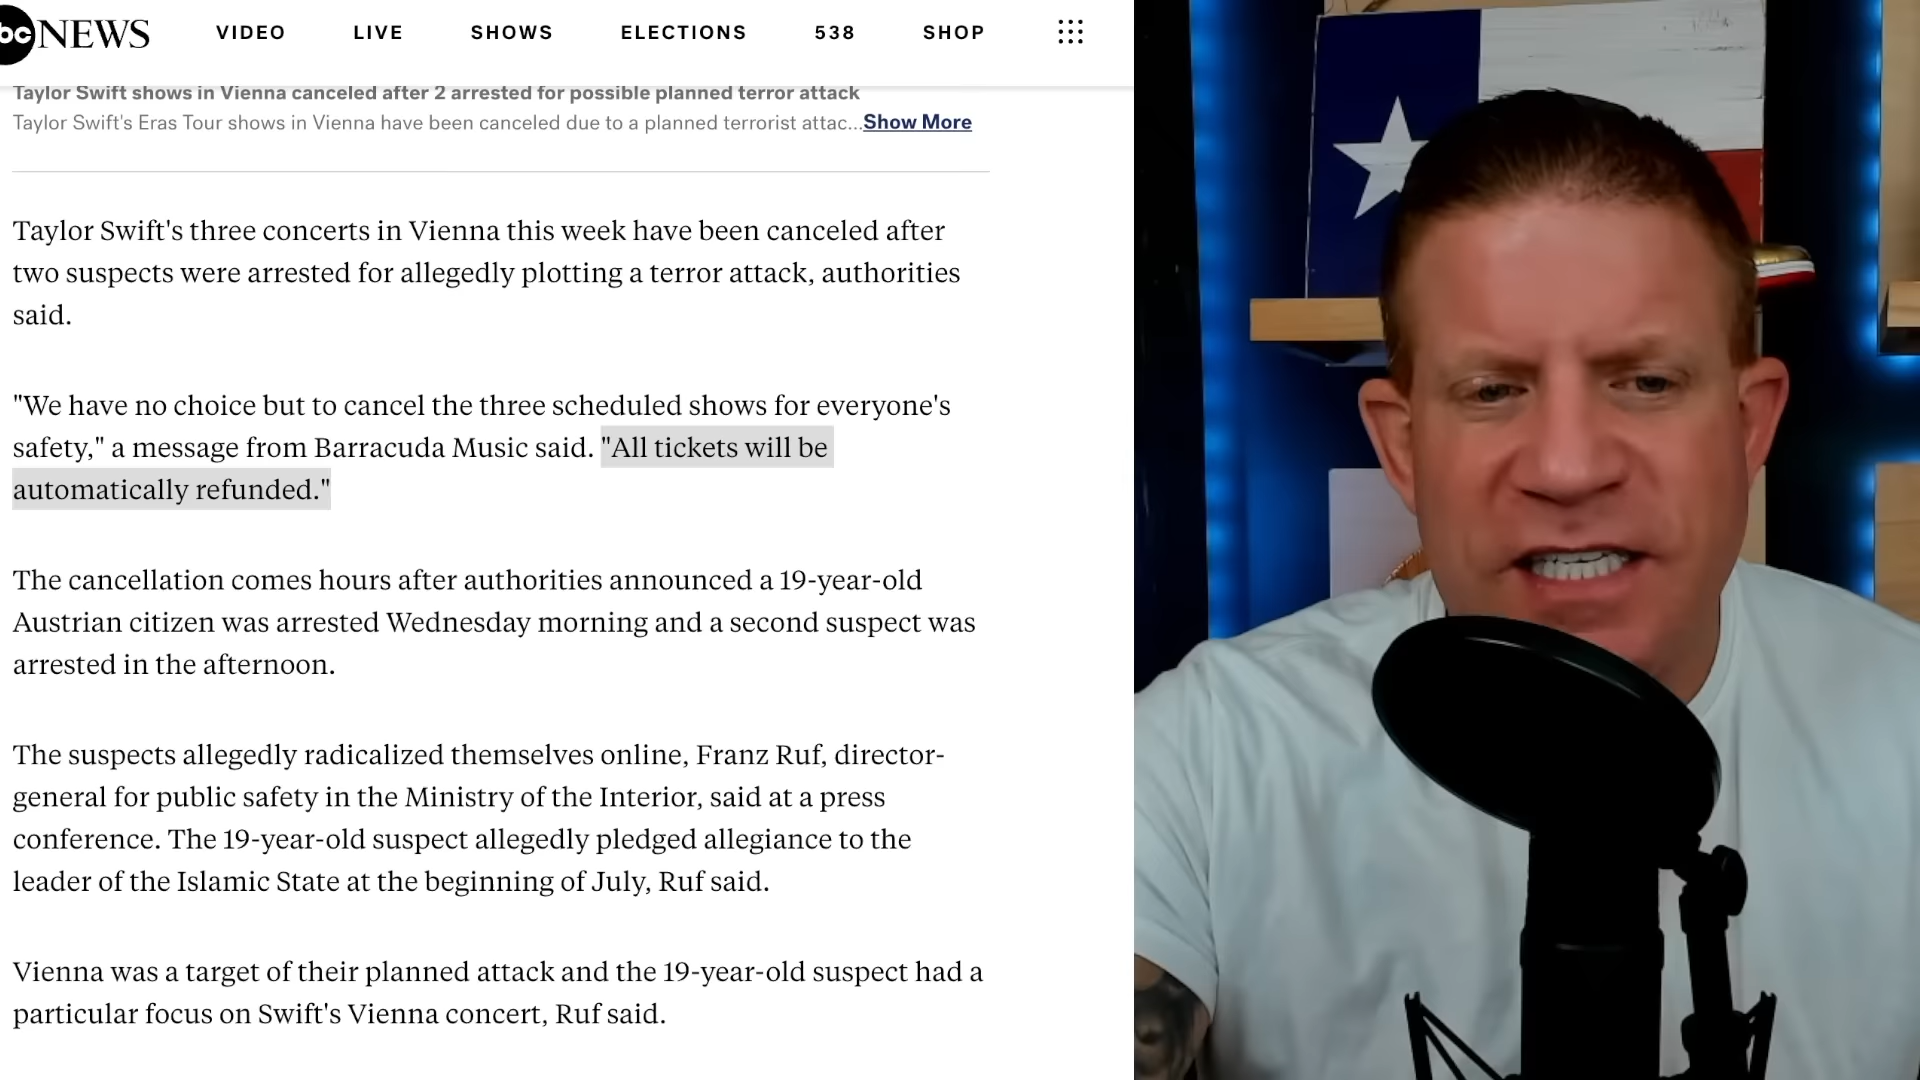 bc NEWS VIDEO LIVE SHOWS ELECTIONS 538 SHOP
Taylor Swift shows in Vienna canceled after 2 arrested for possible planned terror attack
Taylor Swift's Eras Tour shows in Vienna have been canceled due to a planned terrorist attac...Show More
Taylor Swift's three concerts in Vienna this week have been canceled after
two suspects were arrested for allegedly plotting a terror attack, authorities
said.
"We have no choice but to cancel the three scheduled shows for everyone's
safety," a message from Barracuda Music said. "All tickets will be
automatically refunded."
The cancellation comes hours after authorities announced a 19-year-old
Austrian citizen was arrested Wednesday morning and a second suspect was
arrested in the afternoon.
The suspects allegedly radicalized themselves online, Franz Ruf, director-
general for public safety in the Ministry of the Interior, said at a press
conference. The 19-year-old suspect allegedly pledged allegiance to the
leader of the Islamic State at the beginning of July, Ruf said.
Vienna was a target of their planned attack and the 19-year-old suspect had a
particular focus on Swift's Vienna concert, Ruf said.